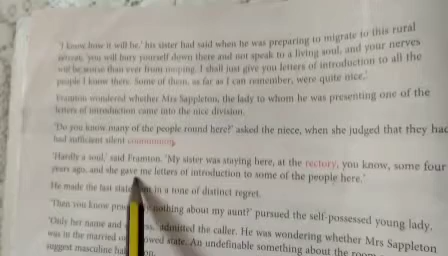 'I know how it will be,' his sister had said when he was preparing to migrate to this rural
retreat; 'you will bury yourself down there and not speak to a living soul, and your nerves
will be worse than ever from moping. I shall just give you letters of introduction to all the
people I know there. Some of them, as far as I can remember, were quite nice.'
Framton wondered whether Mrs Sappleton, the lady to whom he was presenting one of the
letters of introduction came into the nice division.
'Do you know many of the people round here?' asked the niece, when she judged that they had
had sufficient silent communion.
'Hardly a soul,' said Framton. 'My sister was staying here, at the rectory, you know, some four
years ago, and she gave me letters of introduction to some of the people here.'
He made the last in a tone of distinct regret.
'Then you know nothing about my aunt?' pursued the self-possessed young lady.
'Only her name and admitted the caller. He was wondering whether Mrs Sappleton
was in the married or state. An undefinable something about the room
suggest masculine